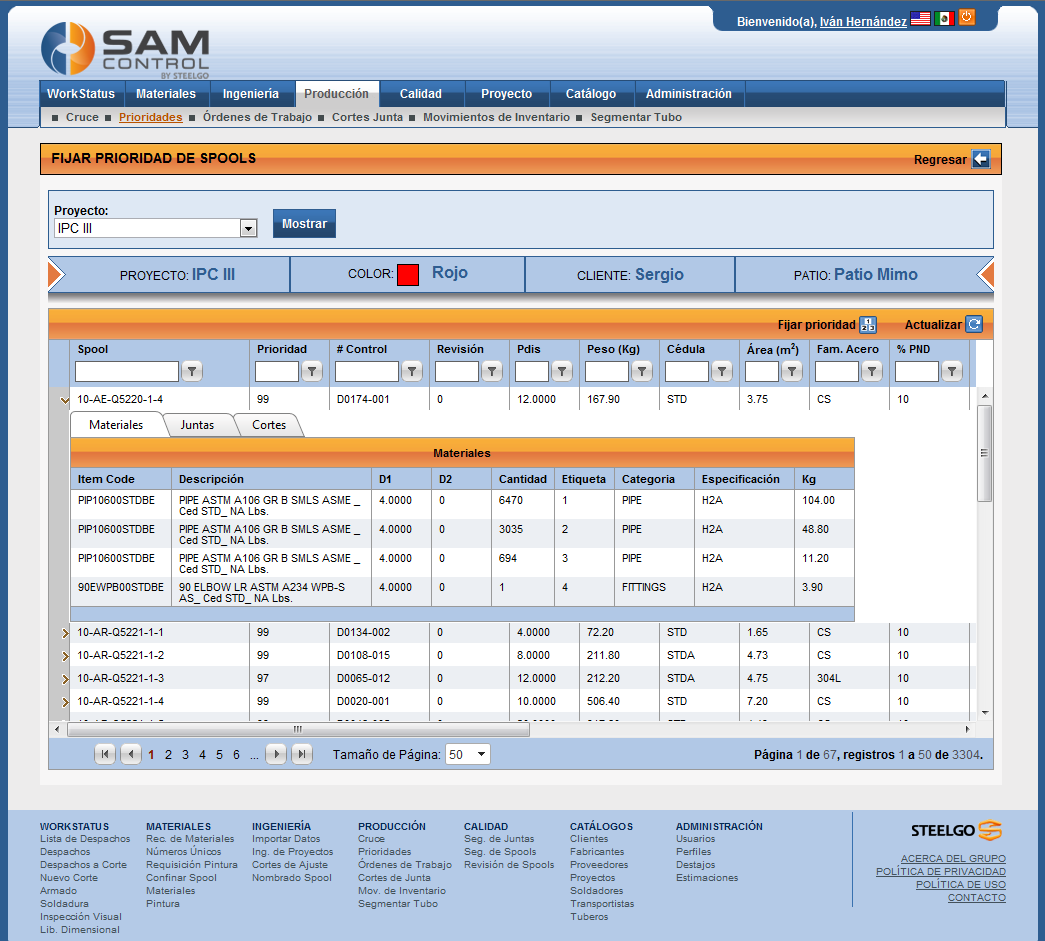 Bienvenido(a), Iván Hernández
SAM
CONTROL
BY STEELGO
WorkStatus Materiales Ingeniería Producción Calidad Proyecto Catálogo Administración
Cruce Prioridades Órdenes de Trabajo Cortes Junta Movimientos de Inventario Segmentar Tubo
FIJAR PRIORIDAD DE SPOOLS Regresar
Proyecto:
IPC III Mostrar
PROYECTO: IPC III COLOR: Rojo CLIENTE: Sergio PATIO: Patio Mimo
Fijar prioridad Actualizar
Spool Prioridad # Control Revisión Pdis Peso (Kg) Cédula Área (m²) Fam. Acero % PND
10-AE-Q5220-1-4 99 D0174-001 0 12.0000 167.90 STD 3.75 CS 10
Materiales Juntas Cortes
Materiales
Item Code Descripción D1 D2 Cantidad Etiqueta Categoria Especificación Kg
PIP10600STDBE PIPE ASTM A106 GR B SMLS ASME _ 4.0000 0 6470 1 PIPE H2A 104.00
Ced STD_ NA Lbs.
PIP10600STDBE PIPE ASTM A106 GR B SMLS ASME _ 4.0000 0 3035 2 PIPE H2A 48.80
Ced STD_ NA Lbs.
PIP10600STDBE PIPE ASTM A106 GR B SMLS ASME _ 4.0000 0 694 3 PIPE H2A 11.20
Ced STD_ NA Lbs.
90EWPB00STDBE 90 ELBOW LR ASTM A234 WPB-S 4.0000 0 1 4 FITTINGS H2A 3.90
AS_ Ced STD_ NA Lbs.
10-AR-Q5221-1-1 99 D0134-002 0 4.0000 72.20 STD 1.65 CS 10
10-AR-Q5221-1-2 99 D0108-015 0 8.0000 211.80 STDA 4.73 CS 10
10-AR-Q5221-1-3 97 D0065-012 0 12.0000 212.20 STDA 4.75 304L 10
10-AR-Q5221-1-4 99 D0020-001 0 10.0000 506.40 STD 7.20 CS 10
1 2 3 4 5 6 ... Tamaño de Página: 50 Página 1 de 67, registros 1 a 50 de 3304.
WORKSTATUS MATERIALES INGENIERÍA PRODUCCIÓN CALIDAD CATÁLOGOS ADMINISTRACIÓN STEELGO
Lista de Despachos Rec. de Materiales Importar Datos Cruce Seg. de Juntas Clientes Usuarios
Despachos Números Únicos Ing. de Proyectos Prioridades Seg. de Spools Fabricantes Perfiles ACERCA DEL GRUPO
Despachos a Corte Requisición Pintura Cortes de Ajuste Órdenes de Trabajo Revisión de Spools Proveedores Destajos POLÍTICA DE PRIVACIDAD
Nuevo Corte Confinar Spool Nombrado Spool Cortes de Junta Proyectos Estimaciones POLÍTICA DE USO
Armado Materiales Mov. de Inventario Soldadores CONTACTO
Soldadura Pintura Segmentar Tubo Transportistas
Inspección Visual Tuberos
Lib. Dimensional